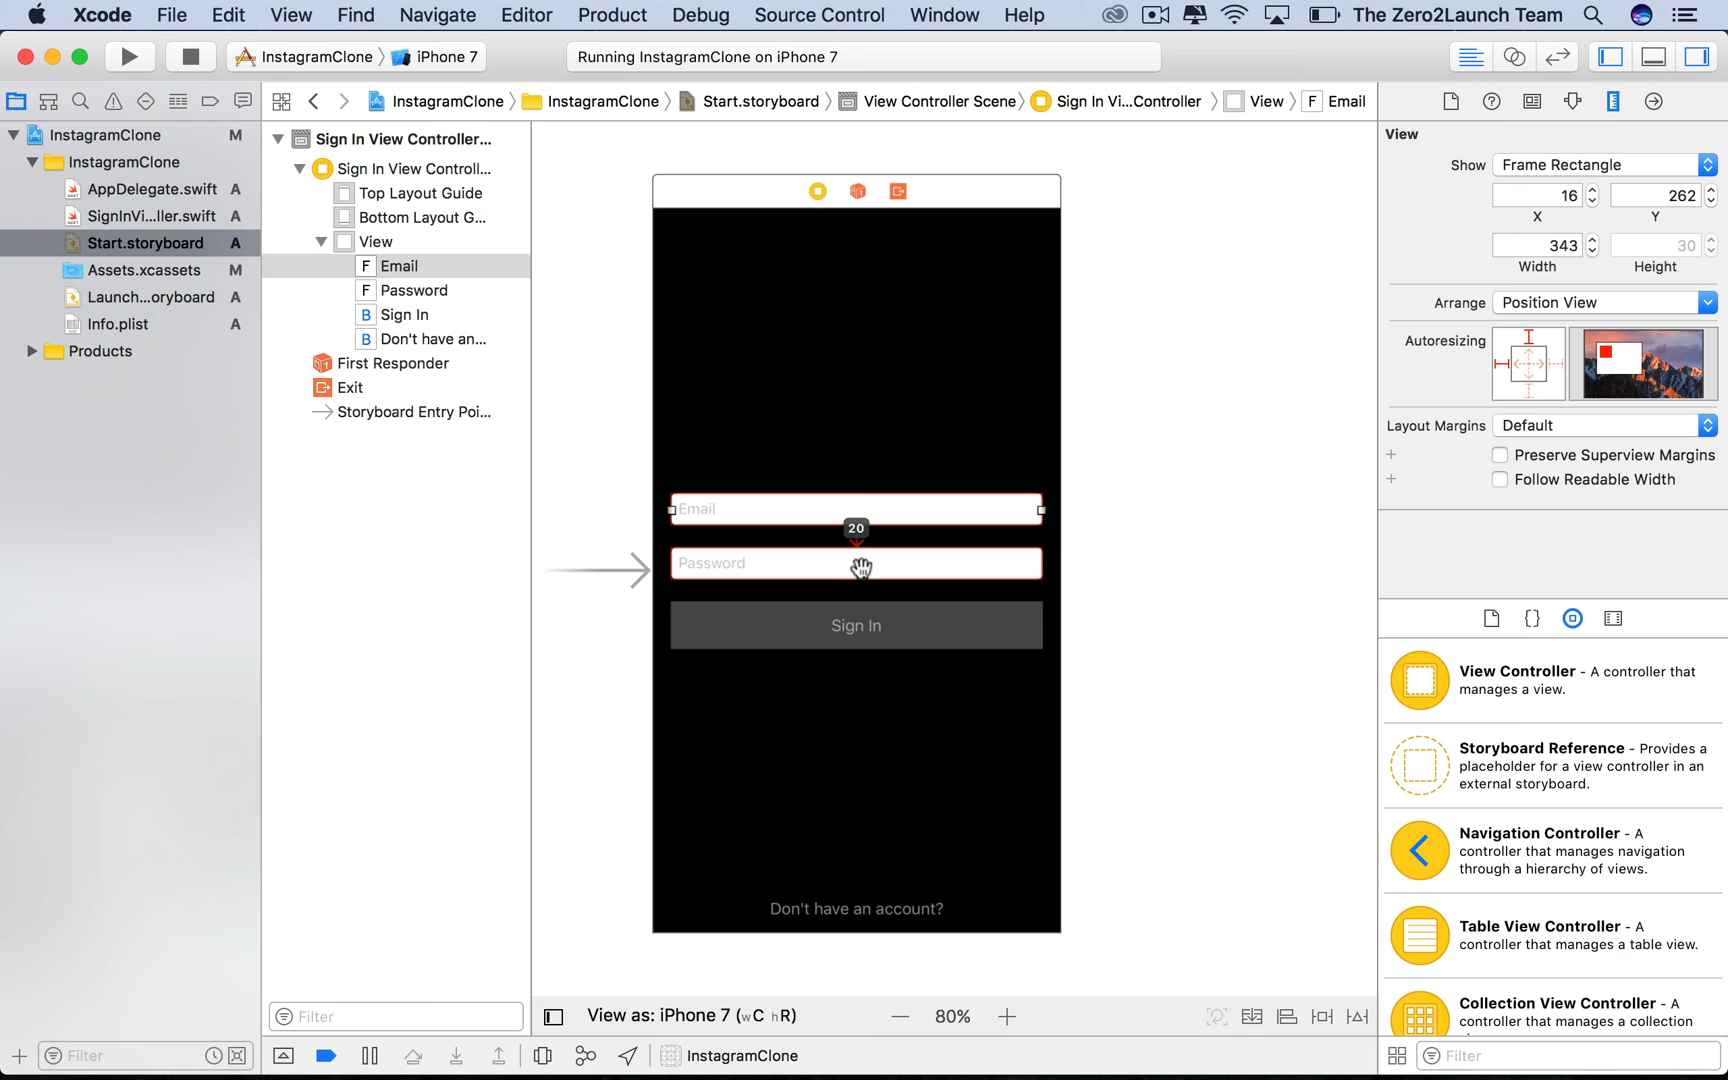 Xcode File Edit View Find Navigate Editor Product Debug Source Control Window Help The Zero2Launch Team
InstagramClone iPhone 7 Running InstagramClone on iPhone 7
InstagramClone InstagramClone Start.storyboard View Controller Scene Sign In Vi...Controller View F Email
InstagramClone M
InstagramClone
AppDelegate.swift A
SignInVi...ller.swift A
Start.storyboard A
Assets.xcassets M
Launch...oryboard A
Info.plist A
Products
Filter
Sign In View Controller...
Sign In View Controll...
Top Layout Guide
Bottom Layout G...
View
F Email
F Password
B Sign In
B Don't have an...
First Responder
Exit
Storyboard Entry Poi...
Filter
Email
20
Password
Sign In
Don't have an account?
View as: iPhone 7 (wC hR)
80%
InstagramClone
View
Show Frame Rectangle
16 262
X Y
343 30
Width Height
Arrange Position View
Autoresizing
Layout Margins Default
Preserve Superview Margins
Follow Readable Width
View Controller - A controller that
manages a view.
Storyboard Reference - Provides a
placeholder for a view controller in an
external storyboard.
Navigation Controller - A
controller that manages navigation
through a hierarchy of views.
Table View Controller - A
controller that manages a table view.
Collection View Controller - A
controller that manages a collection
Filter